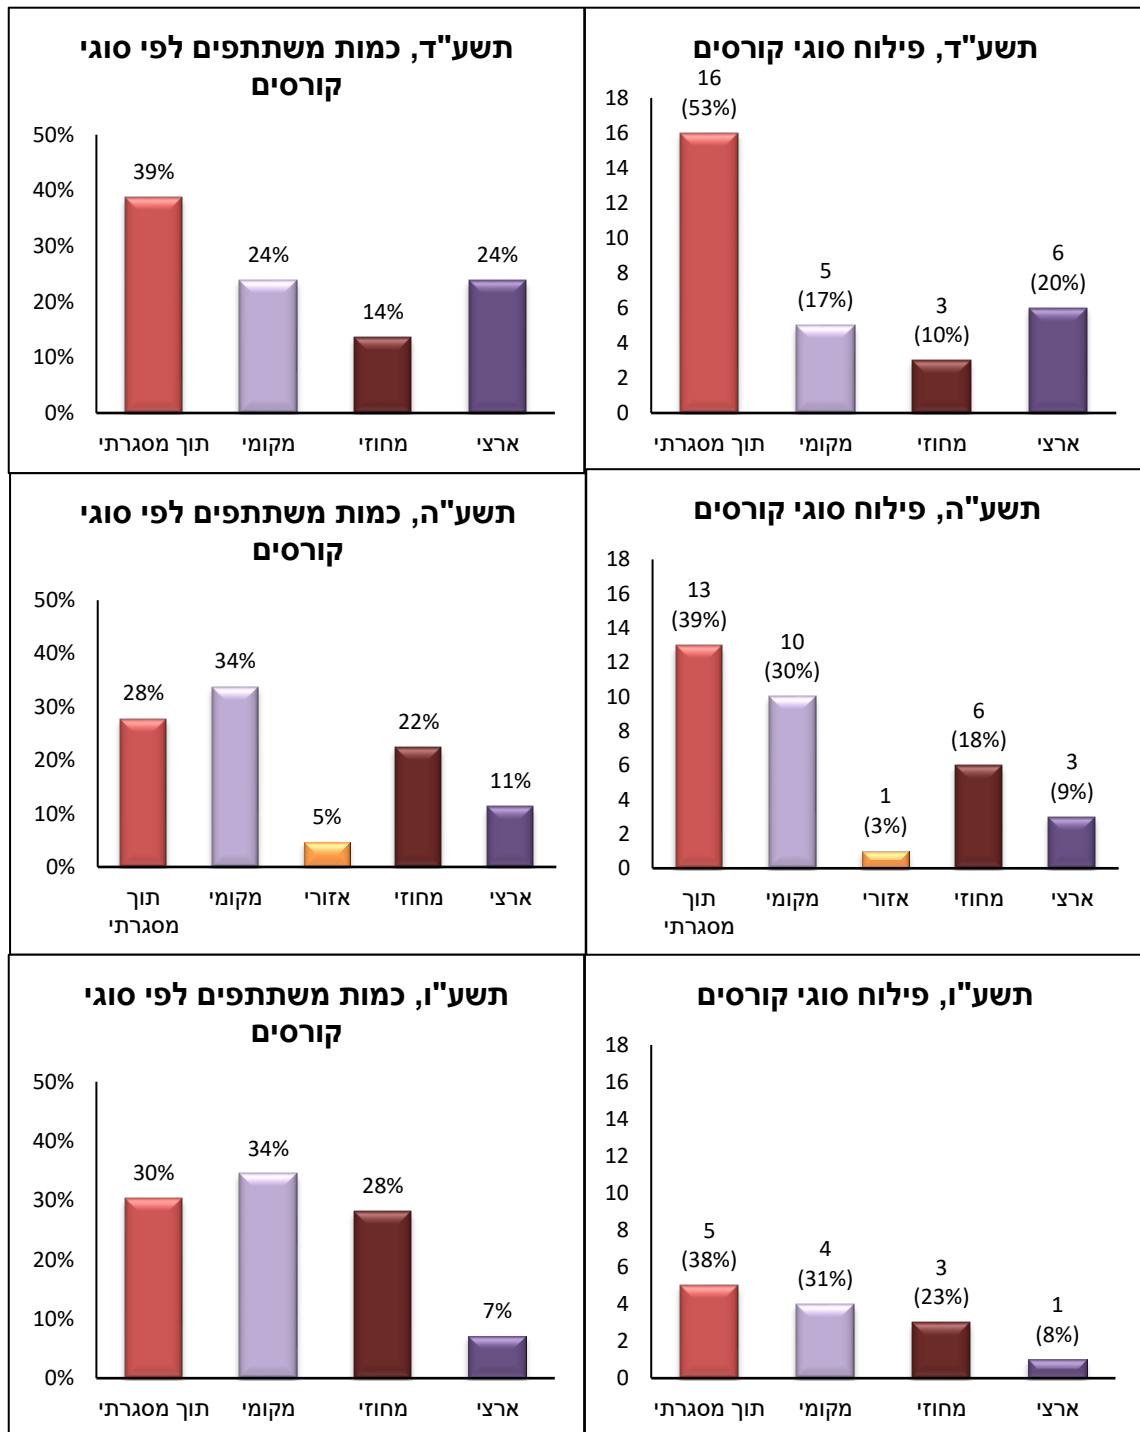 תשע"ד, פילוח סוגי קורסים
18
16
14
12
10
8
6
4
2
0
16
(53%)
5
(17%)
3
(10%)
6
(20%)
תוך מסגרתי
מקומי
מחוזי
ארצי
תשע"ד, כמות משתתפים לפי סוגי
קורסים
50%
40%
30%
20%
10%
0%
39%
24%
14%
24%
תוך מסגרתי
מקומי
מחוזי
ארצי
תשע"ה, פילוח סוגי קורסים
18
16
14
12
10
8
6
4
2
0
13
(39%)
10
(30%)
1
(3%)
6
(18%)
3
(9%)
תוך
מסגרתי
מקומי
אזורי
מחוזי
ארצי
תשע"ה, כמות משתתפים לפי סוגי
קורסים
50%
40%
30%
20%
10%
0%
28%
34%
5%
22%
11%
תוך
מסגרתי
מקומי
אזורי
מחוזי
ארצי
תשע"ו, פילוח סוגי קורסים
18
16
14
12
10
8
6
4
2
0
5
(38%)
4
(31%)
3
(23%)
1
(8%)
תוך מסגרתי
מקומי
מחוזי
ארצי
תשע"ו, כמות משתתפים לפי סוגי
קורסים
50%
40%
30%
20%
10%
0%
30%
34%
28%
7%
תוך מסגרתי
מקומי
מחוזי
ארצי